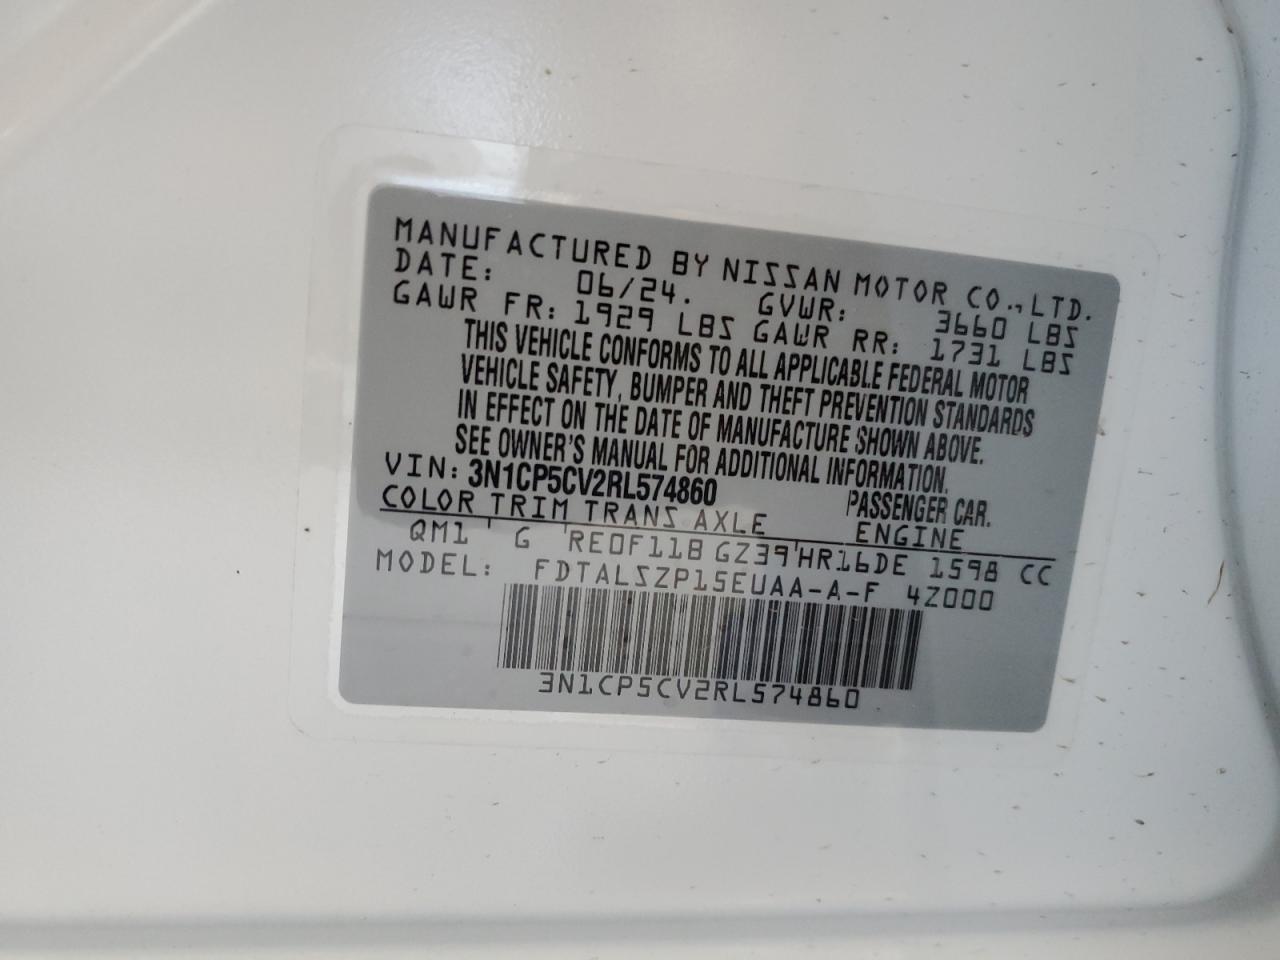 MANUFACTURED BY NISSAN MOTOR CO., LTD.
DATE: 06/24. GVWR: 3660 LBS
GAWR FR: 1929 LBS GAWR RR: 1731 LBS
THIS VEHICLE CONFORMS TO ALL APPLICABLE FEDERAL MOTOR
VEHICLE SAFETY, BUMPER AND THEFT PREVENTION STANDARDS
IN EFFECT ON THE DATE OF MANUFACTURE SHOWN ABOVE.
SEE OWNER'S MANUAL FOR ADDITIONAL INFORMATION.
VIN: 3N1CP5CV2RL574860 PASSENGER CAR.
COLOR TRIM TRANS AXLE ENGINE
QM1 G RE0F11B GZ39 HR16DE 1598 CC
MODEL: FDTALSZP15EUAA-A-F 4Z000
3N1CP5CV2RL574860